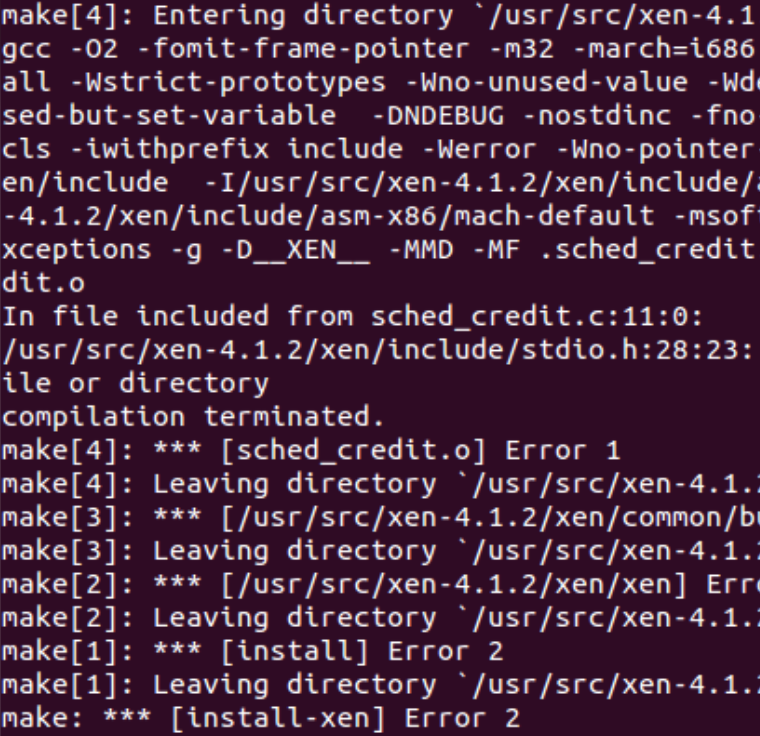 make[4]: Entering directory `/usr/src/xen-4.1
gcc -O2 -fomit-frame-pointer -m32 -march=i686
all -Wstrict-prototypes -Wno-unused-value -Wde
sed-but-set-variable  -DNDEBUG -nostdinc -fno-
cls -iwithprefix include -Werror -Wno-pointer-
en/include  -I/usr/src/xen-4.1.2/xen/include/a
-4.1.2/xen/include/asm-x86/mach-default -msoft
xceptions -g -D__XEN__ -MMD -MF .sched_credit
dit.o
In file included from sched_credit.c:11:0:
/usr/src/xen-4.1.2/xen/include/stdio.h:28:23:
ile or directory
compilation terminated.
make[4]: *** [sched_credit.o] Error 1
make[4]: Leaving directory `/usr/src/xen-4.1.2
make[3]: *** [/usr/src/xen-4.1.2/xen/common/bu
make[3]: Leaving directory `/usr/src/xen-4.1.2
make[2]: *** [/usr/src/xen-4.1.2/xen/xen] Erro
make[2]: Leaving directory `/usr/src/xen-4.1.2
make[1]: *** [install] Error 2
make[1]: Leaving directory `/usr/src/xen-4.1.2
make: *** [install-xen] Error 2